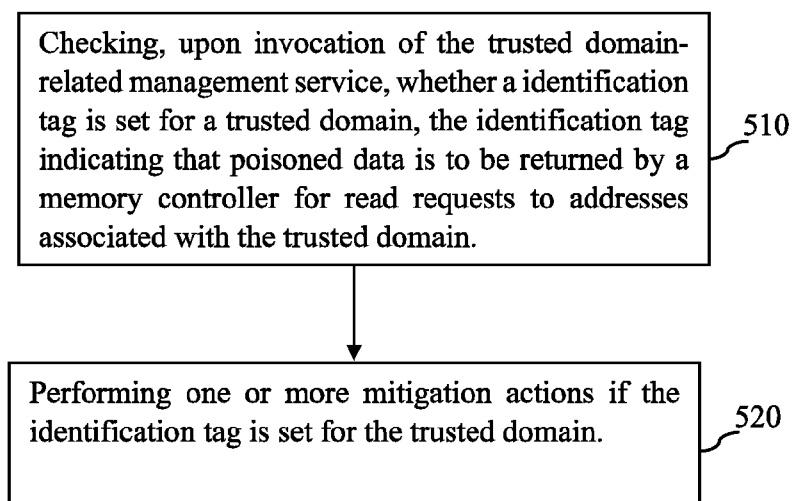 Checking, upon invocation of the trusted domain-
related management service, whether a identification
tag is set for a trusted domain, the identification tag
indicating that poisoned data is to be returned by a
memory controller for read requests to addresses
associated with the trusted domain.
510
Performing one or more mitigation actions if the
identification tag is set for the trusted domain.
520